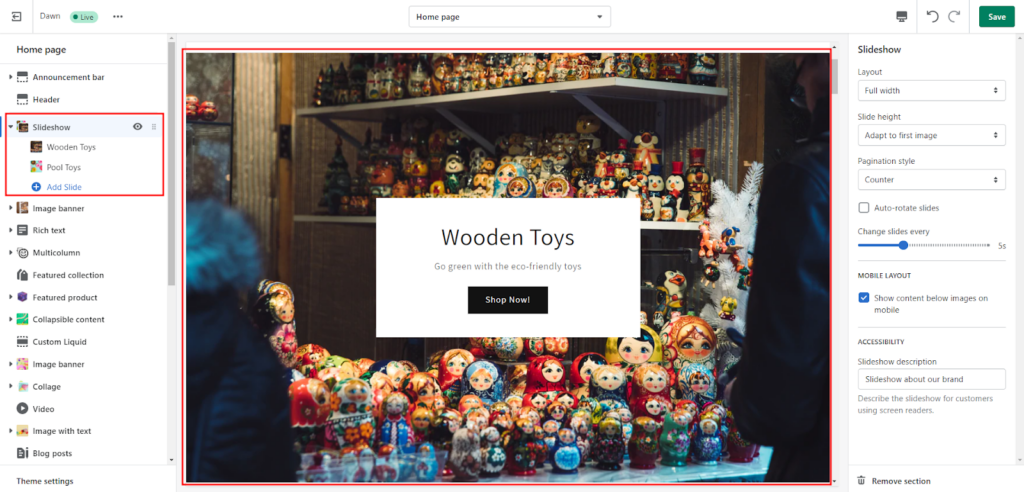 Dawn
Live
Home page
Save
Home page
Announcement bar
Header
Slideshow
Wooden Toys
Pool Toys
Add Slide
Image banner
Rich text
Multicolumn
Featured collection
Featured product
Collapsible content
Custom Liquid
Image banner
Collage
Video
Image with text
Blog posts
Theme settings
Wooden Toys
Go green with the eco-friendly toys
Shop Now!
Slideshow
Layout
Full width
Slide height
Adapt to first image
Pagination style
Counter
Auto-rotate slides
Change slides every
5s
MOBILE LAYOUT
Show content below images on
mobile
ACCESSIBILITY
Slideshow description
Slideshow about our brand
Describe the slideshow for customers
using screen readers.
Remove section